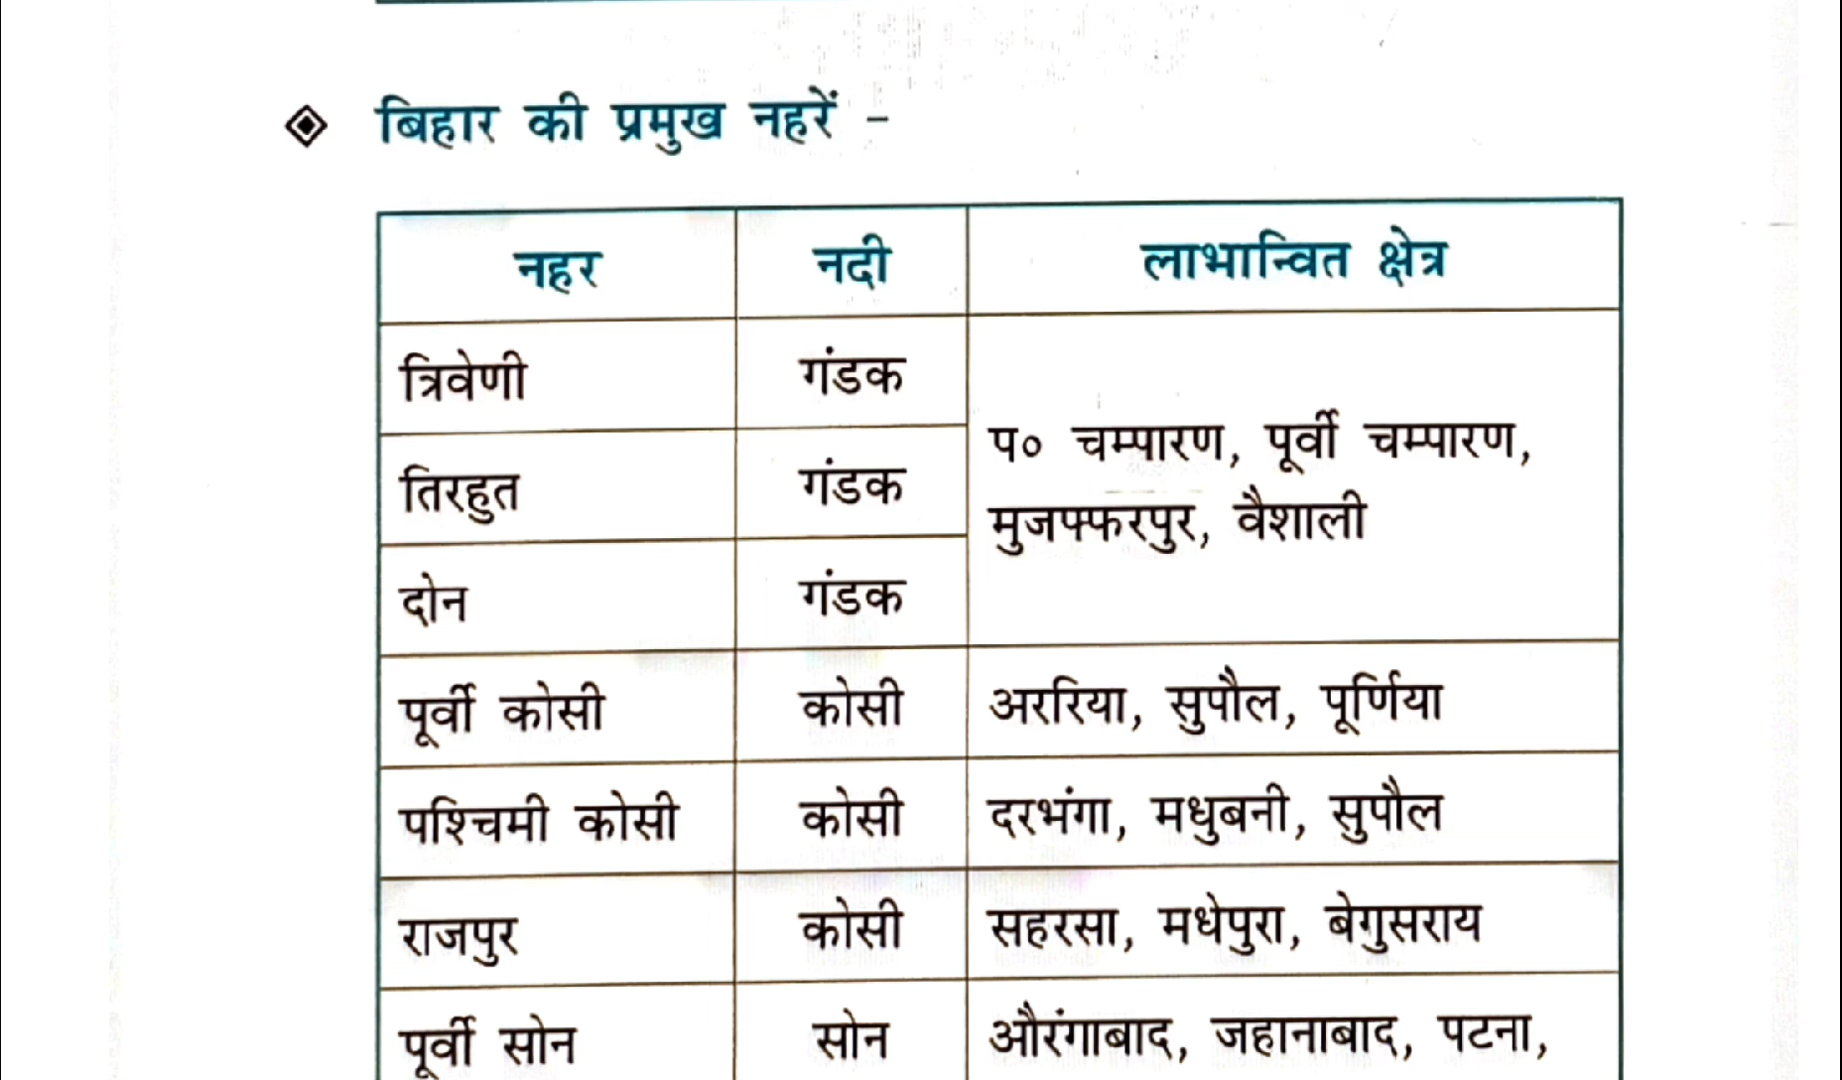 बिहार की प्रमुख नहरें -
नहर नदी लाभान्वित क्षेत्र
त्रिवेणी गंडक
प० चम्पारण, पूर्वी चम्पारण,
तिरहुत गंडक
मुजफ्फरपुर, वैशाली
दोन गंडक
पूर्वी कोसी कोसी अररिया, सुपौल, पूर्णिया
पश्चिमी कोसी कोसी दरभंगा, मधुबनी, सुपौल
राजपुर कोसी सहरसा, मधेपुरा, बेगुसराय
पूर्वी सोन सोन औरंगाबाद, जहानाबाद, पटना,